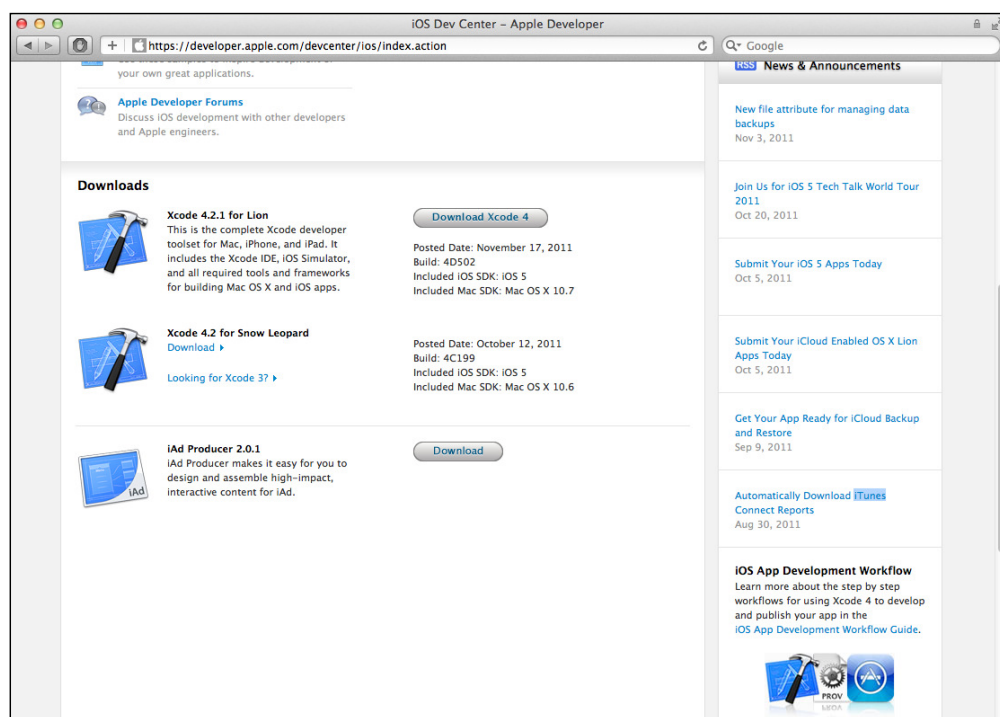 iOS Dev Center – Apple Developer
https://developer.apple.com/devcenter/ios/index.action
Google
your own great applications.
Apple Developer Forums
Discuss iOS development with other developers
and Apple engineers.
Downloads
Xcode 4.2.1 for Lion
This is the complete Xcode developer
toolset for Mac, iPhone, and iPad. It
includes the Xcode IDE, iOS Simulator,
and all required tools and frameworks
for building Mac OS X and iOS apps.
Download Xcode 4
Posted Date: November 17, 2011
Build: 4D502
Included iOS SDK: iOS 5
Included Mac SDK: Mac OS X 10.7
Xcode 4.2 for Snow Leopard
Download
Looking for Xcode 3?
Posted Date: October 12, 2011
Build: 4C199
Included iOS SDK: iOS 5
Included Mac SDK: Mac OS X 10.6
iAd
iAd Producer 2.0.1
iAd Producer makes it easy for you to
design and assemble high-impact,
interactive content for iAd.
Download
RSS News & Announcements
New file attribute for managing data
backups
Nov 3, 2011
Join Us for iOS 5 Tech Talk World Tour
2011
Oct 20, 2011
Submit Your iOS 5 Apps Today
Oct 5, 2011
Submit Your iCloud Enabled OS X Lion
Apps Today
Oct 5, 2011
Get Your App Ready for iCloud Backup
and Restore
Sep 9, 2011
Automatically Download iTunes
Connect Reports
Aug 30, 2011
iOS App Development Workflow
Learn more about the step by step
workflows for using Xcode 4 to develop
and publish your app in the
iOS App Development Workflow Guide.
PROV